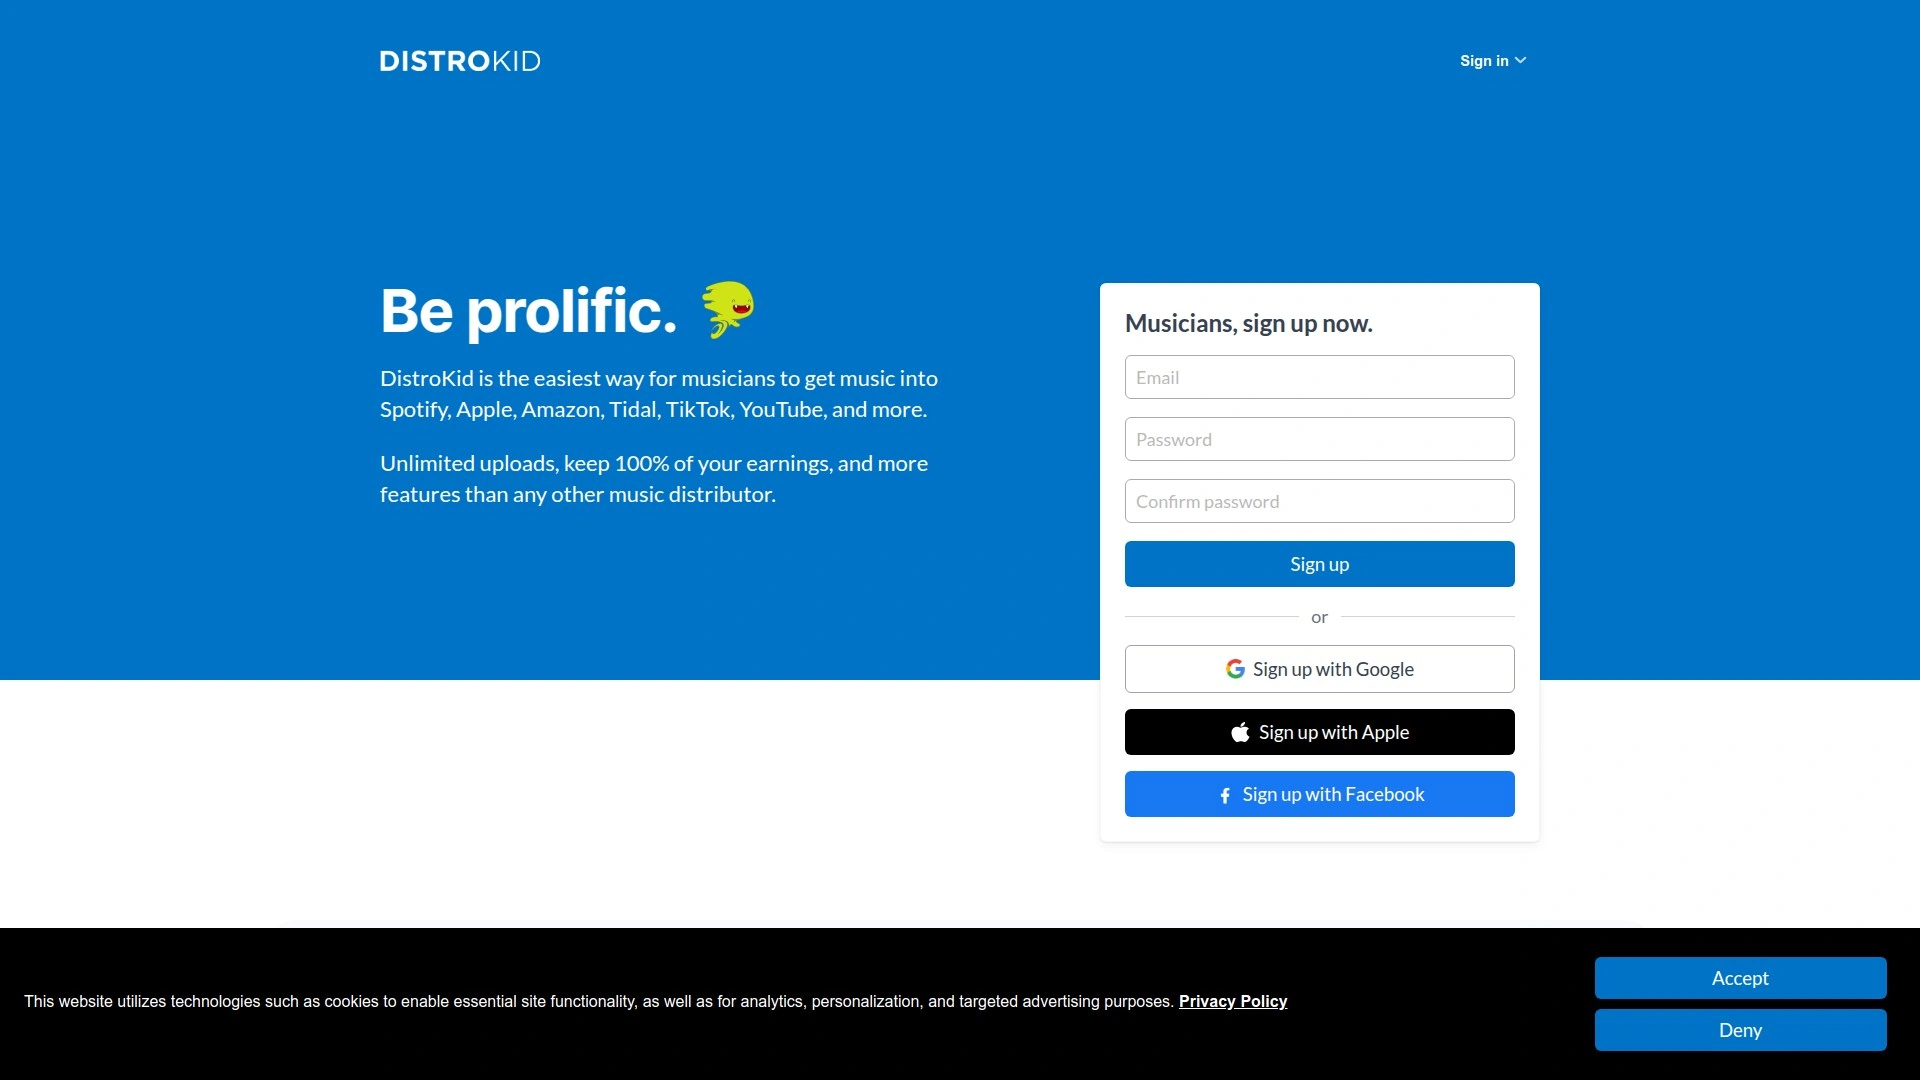 DISTROKID
Sign in
Be prolific.
DistroKid is the easiest way for musicians to get music into
Spotify, Apple, Amazon, Tidal, TikTok, YouTube, and more.
Unlimited uploads, keep 100% of your earnings, and more
features than any other music distributor.
Musicians, sign up now.
Email
Password
Confirm password
Sign up
or
Sign up with Google
Sign up with Apple
Sign up with Facebook
This website utilizes technologies such as cookies to enable essential site functionality, as well as for analytics, personalization, and targeted advertising purposes. Privacy Policy
Accept
Deny